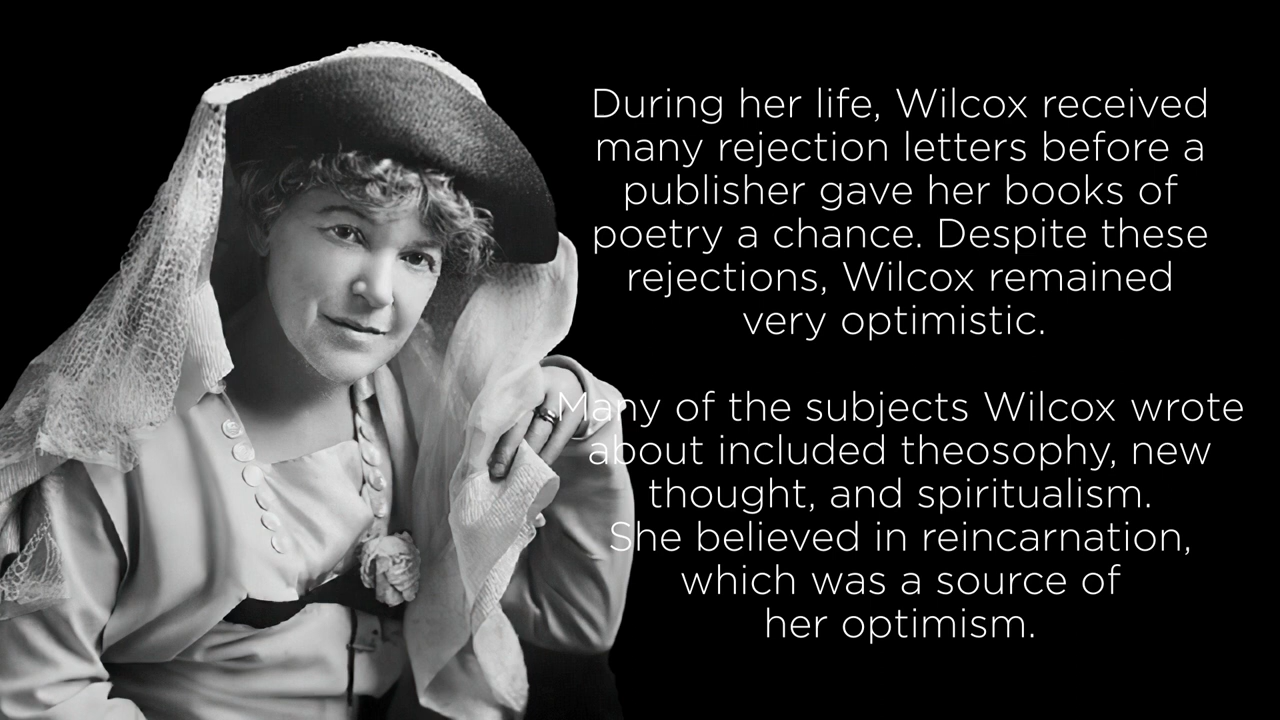 During her life, Wilcox received
many rejection letters before a
publisher gave her books of
poetry a chance. Despite these
rejections, Wilcox remained
very optimistic.
Many of the subjects Wilcox wrote
about included theosophy, new
thought, and spiritualism.
She believed in reincarnation,
which was a source of
her optimism.